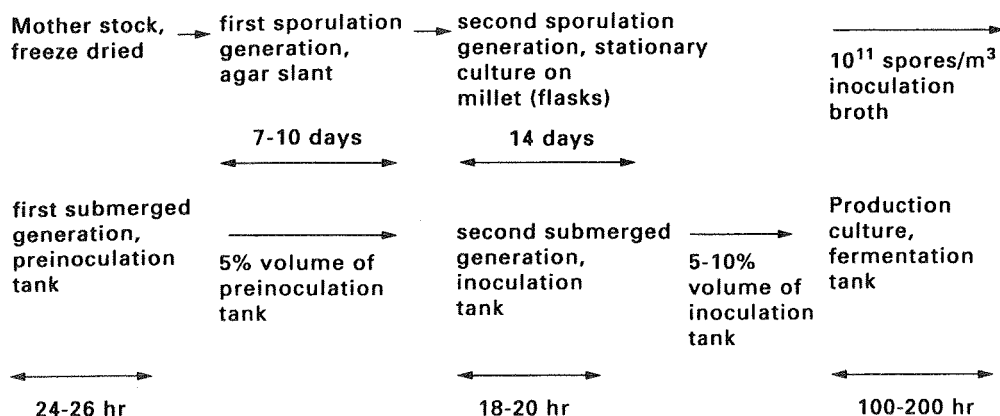 Mother stock,
freeze dried
first sporulation
generation,
agar slant
second sporulation
generation, stationary
culture on
millet (flasks)
10¹¹ spores/m³
inoculation
broth
7-10 days
14 days
first submerged
generation,
preinoculation
tank
5% volume of
preinoculation
tank
second submerged
generation,
inoculation
tank
5-10%
volume of
inoculation
tank
Production
culture,
fermentation
tank
24-26 hr
18-20 hr
100-200 hr